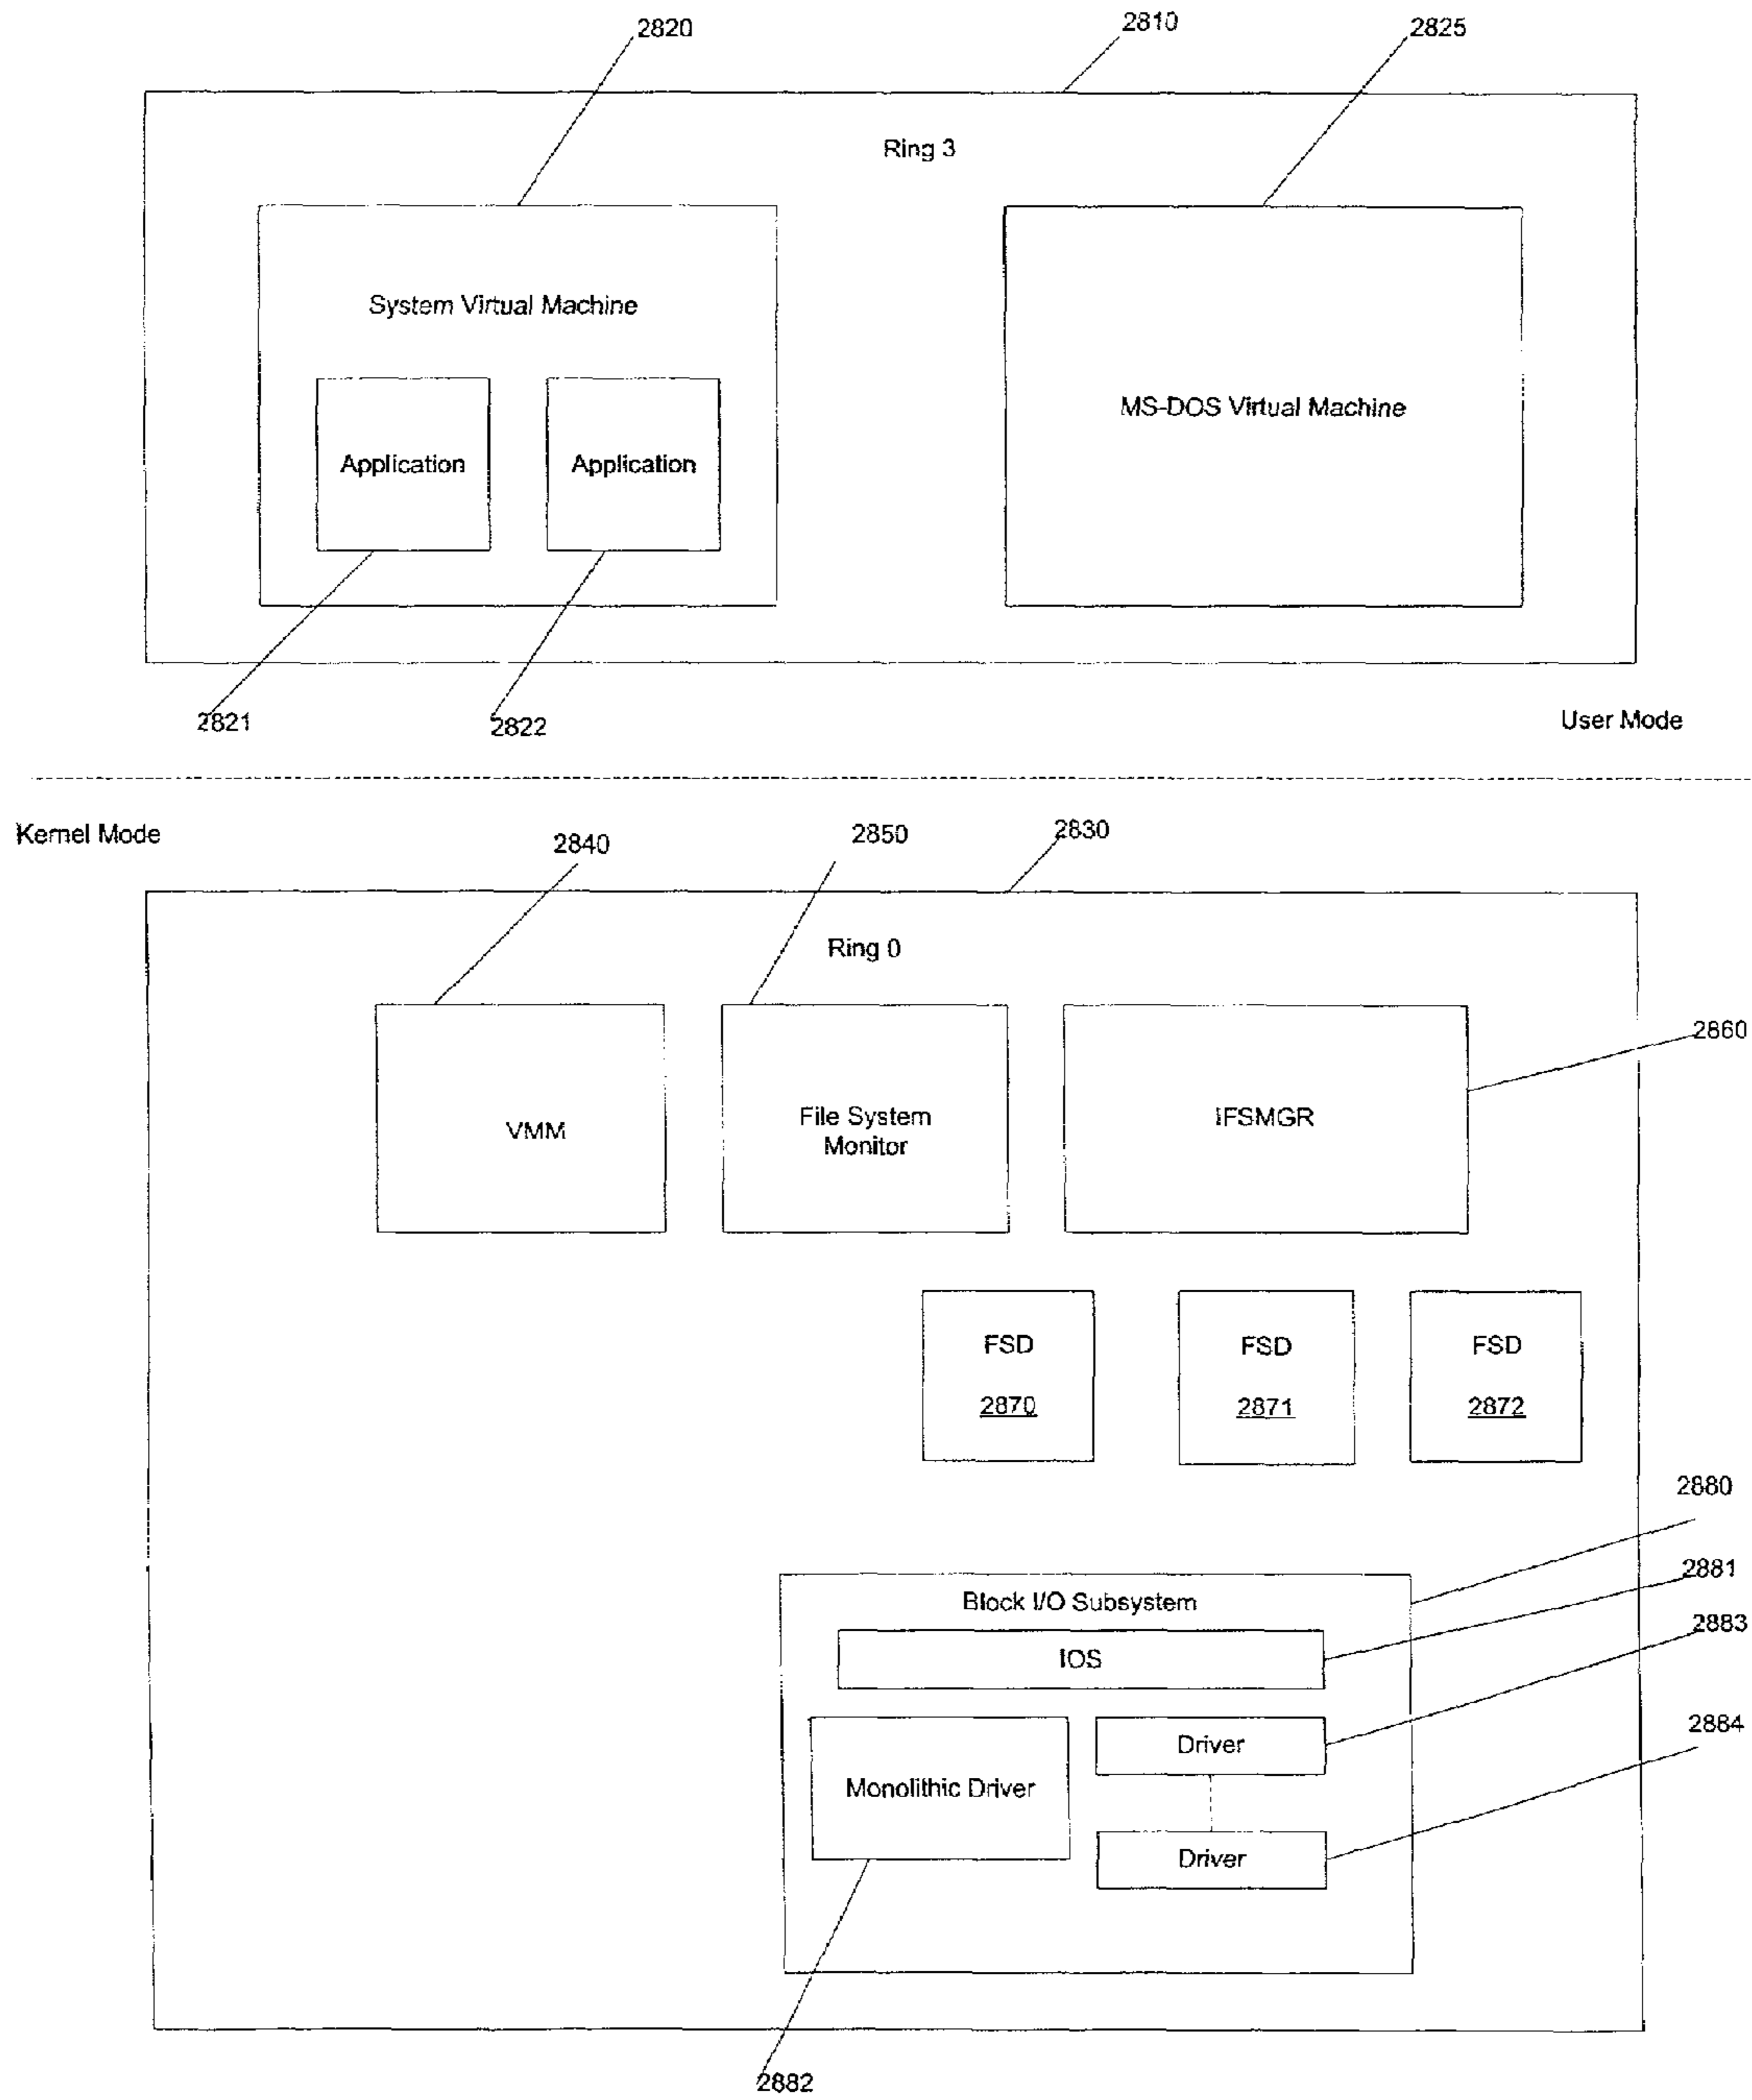 2820
2810
2825
Ring 3
System Virtual Machine
MS-DOS Virtual Machine
Application
Application
2821
2822
User Mode
Kernel Mode
2840
2850
2830
Ring 0
2860
VMM
File System
Monitor
IFSMGR
FSD
2870
FSD
2871
FSD
2872
2880
2881
Block I/O Subsystem
2883
IOS
2884
Driver
Monolithic Driver
Driver
2882